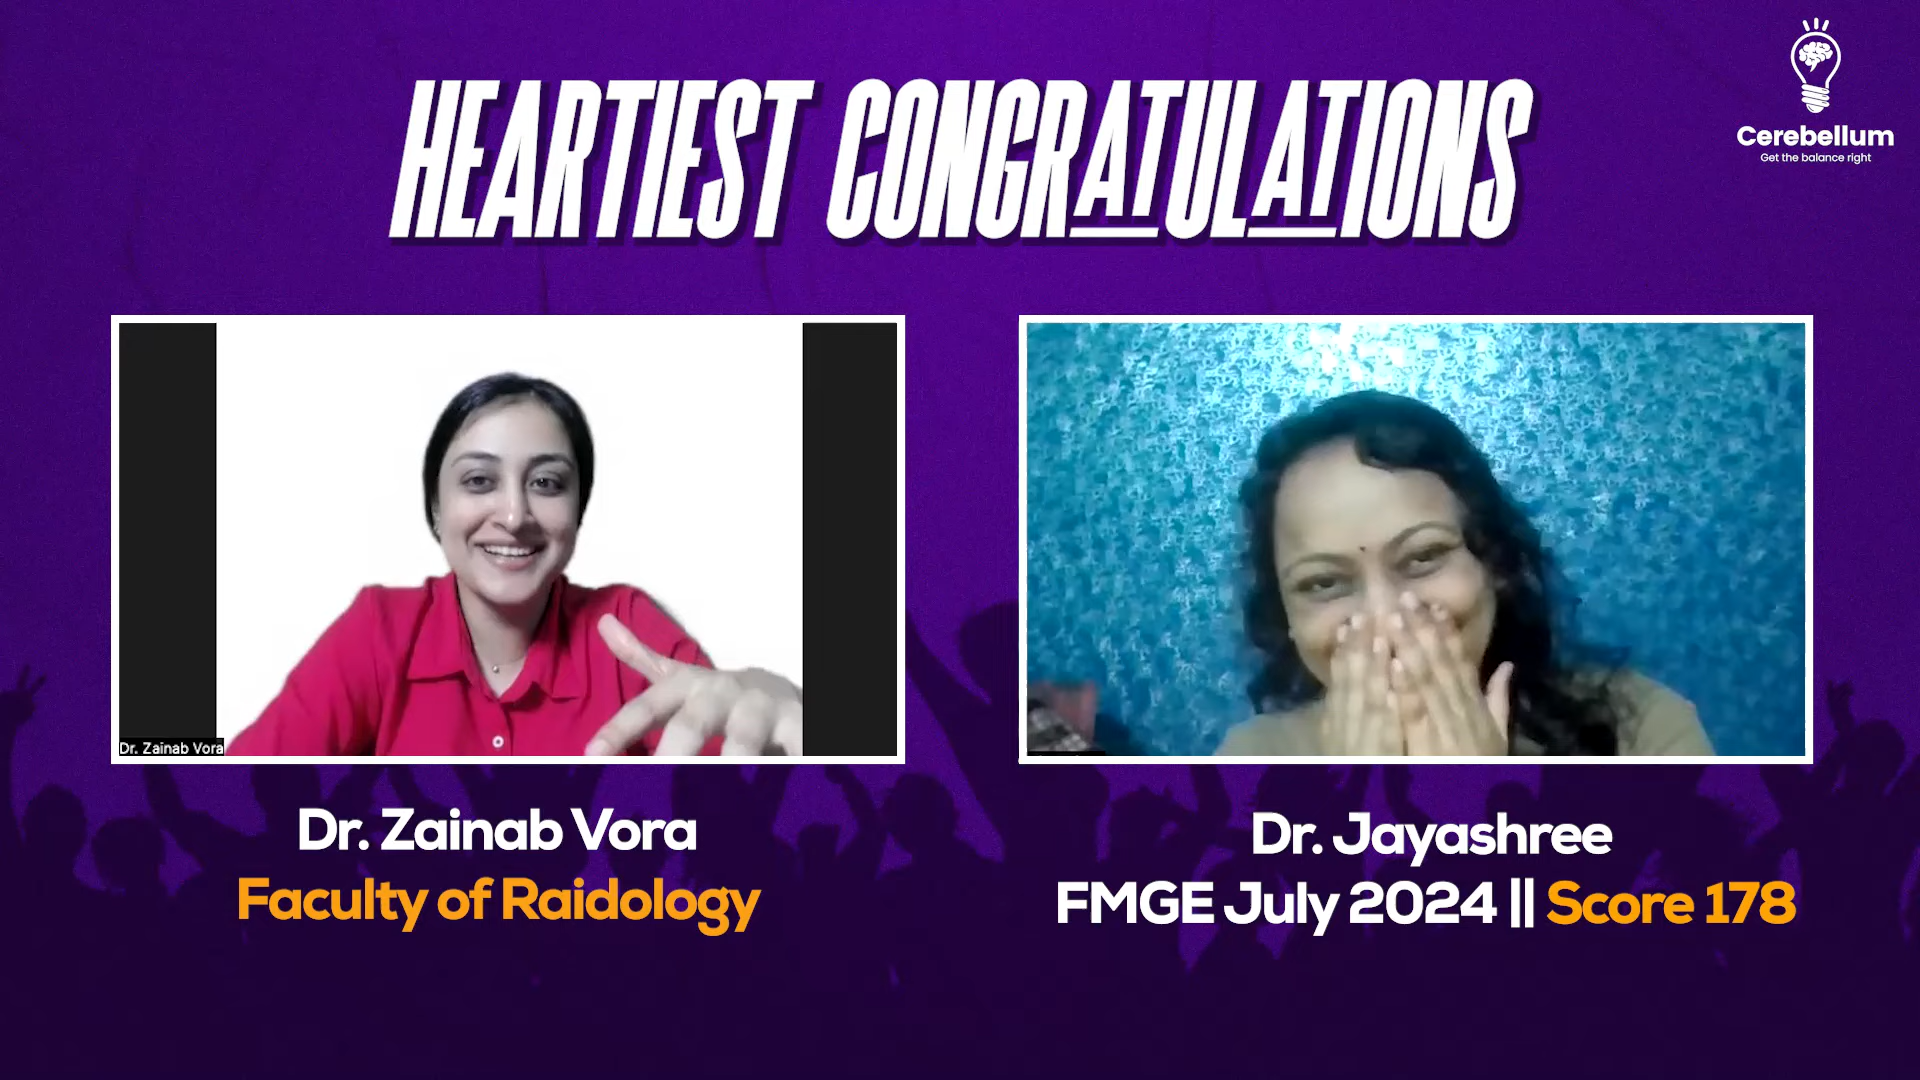 HEARTIEST CONGRATULATIONS
Cerebellum
Get the balance right
Dr. Zainab Vora
Dr. Zainab Vora
Faculty of Raidology
Dr. Jayashree
FMGE July 2024 || Score 178